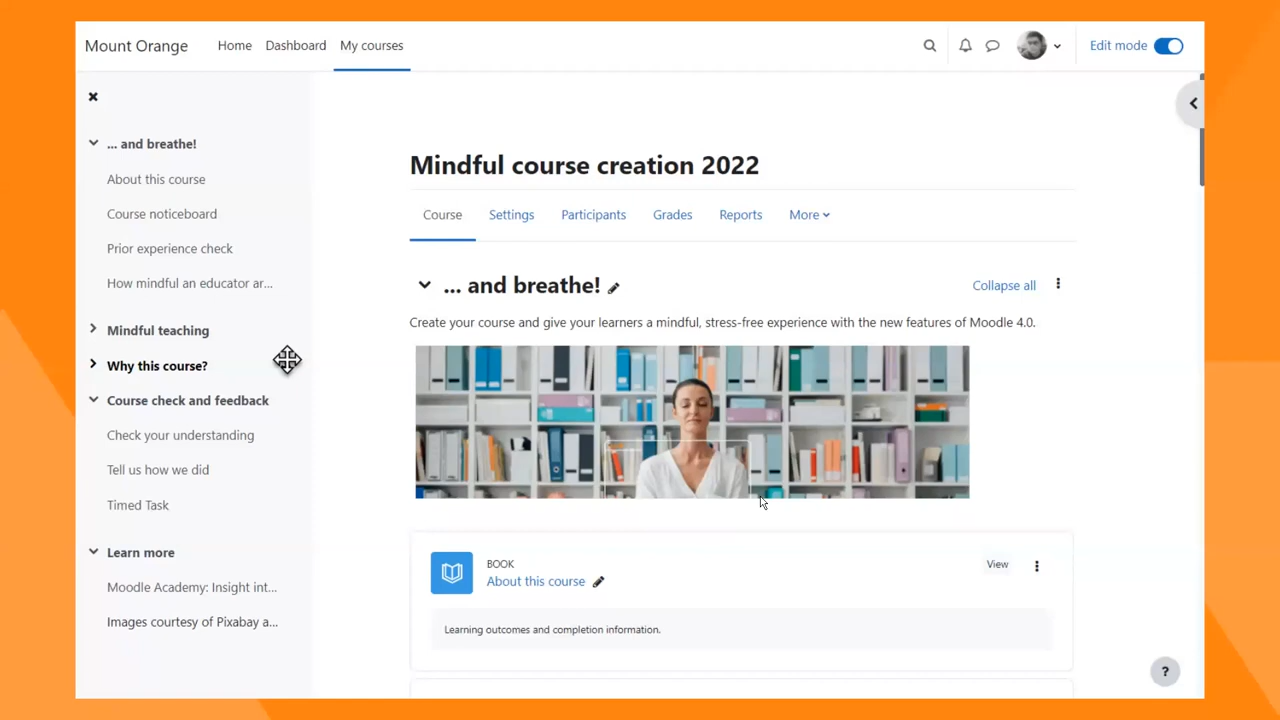 Mount Orange
Home
Dashboard
My courses
Edit mode
... and breathe!
About this course
Course noticeboard
Prior experience check
How mindful an educator ar...
Mindful teaching
Why this course?
Course check and feedback
Check your understanding
Tell us how we did
Timed Task
Learn more
Moodle Academy: Insight int...
Images courtesy of Pixabay a...
Mindful course creation 2022
Course
Settings
Participants
Grades
Reports
More
... and breathe!
Collapse all
Create your course and give your learners a mindful, stress-free experience with the new features of Moodle 4.0.
BOOK
About this course
View
Learning outcomes and completion information.
?